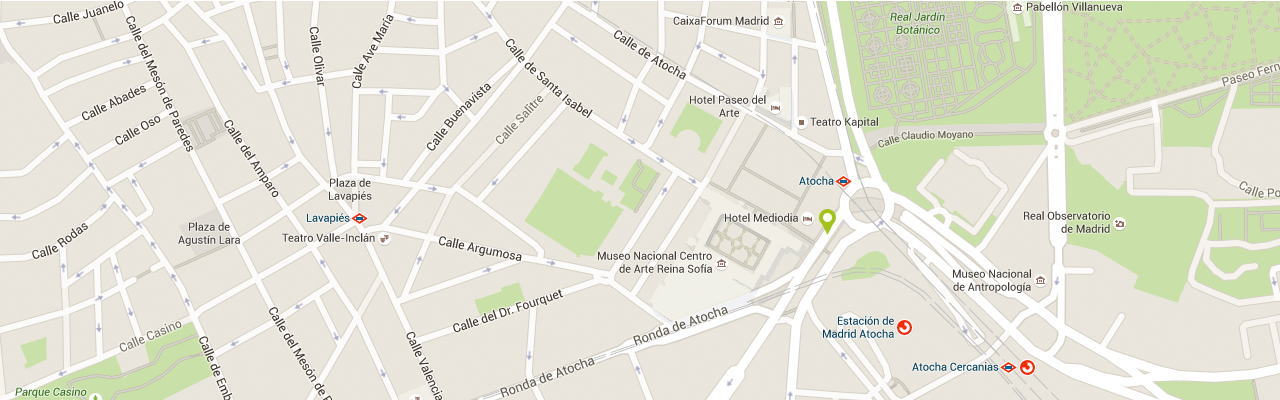 Calle Juanelo
Calle del Mesón de Paredes
Calle Olivar
Calle Ave María
CaixaForum Madrid
Real Jardín
Botánico
Pabellón Villanueva
Calle de Atocha
Calle de Santa Isabel
Paseo Fern
Calle Abades
Calle Buenavista
Calle Salitre
Hotel Paseo del
Arte
Teatro Kapital
Calle Oso
Calle del Amparo
Calle Claudio Moyano
Plaza de
Lavapiés
Atocha
Calle Po
Lavapiés
Hotel Mediodia
Real Observatorio
de Madrid
Calle Rodas
Plaza de
Agustín Lara
Teatro Valle-Inclán
Calle Argumosa
Museo Nacional Centro
de Arte Reina Sofía
Museo Nacional
de Antropología
Calle del Dr. Fourquet
Calle Casino
Calle del Mesón de P
Ronda de Atocha
Estación de
Madrid Atocha
Calle de Emb
Calle Valencia
Ronda de Atocha
Atocha Cercanias
Parque Casino